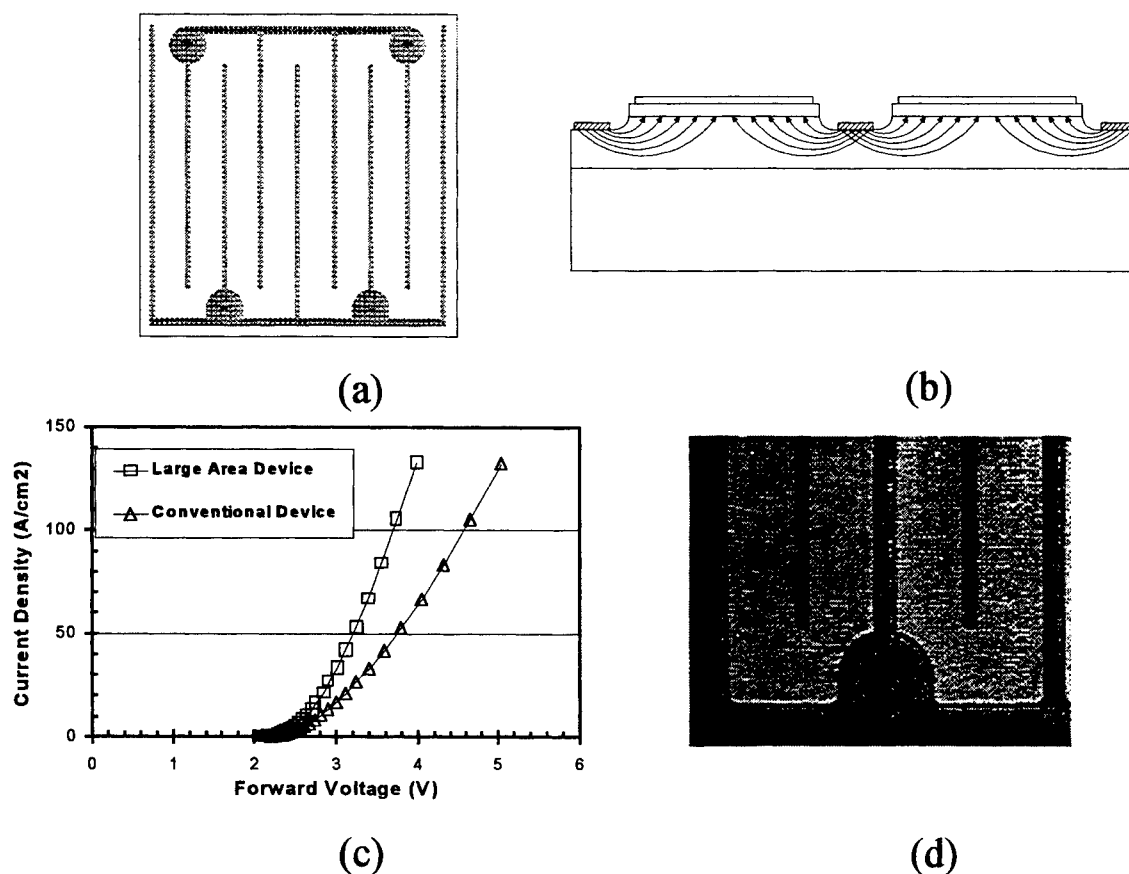 (a)
(b)
150
100
50
0
Current Density (A/cm2)
Large Area Device
Conventional Device
0 1 2 3 4 5 6
Forward Voltage (V)
(c)
(d)